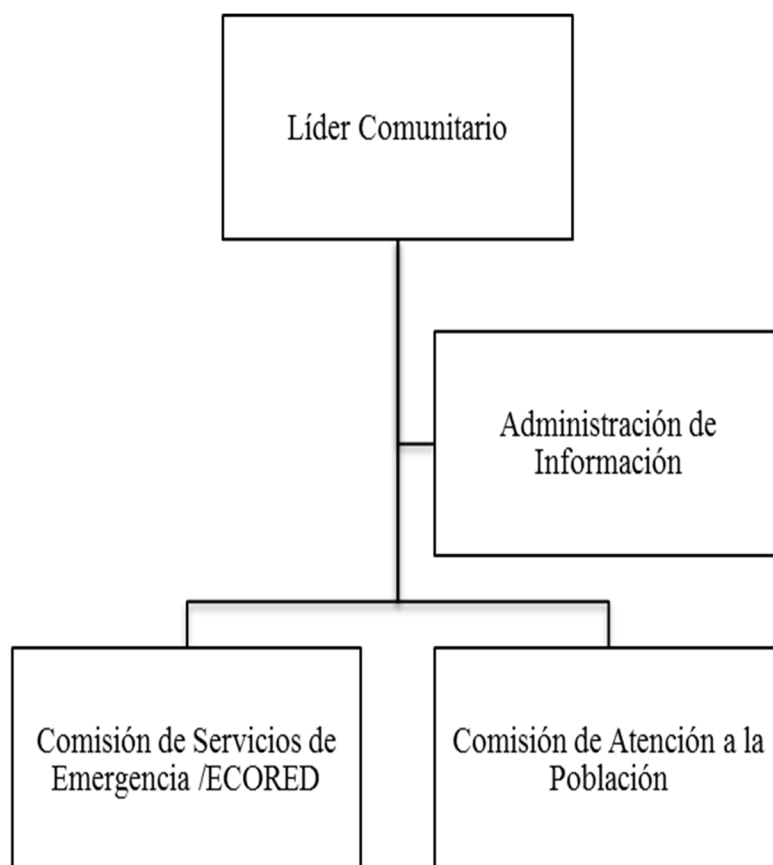 Líder Comunitario
Administración de
Información
Comisión de Servicios de
Emergencia /ECORED
Comisión de Atención a la
Población